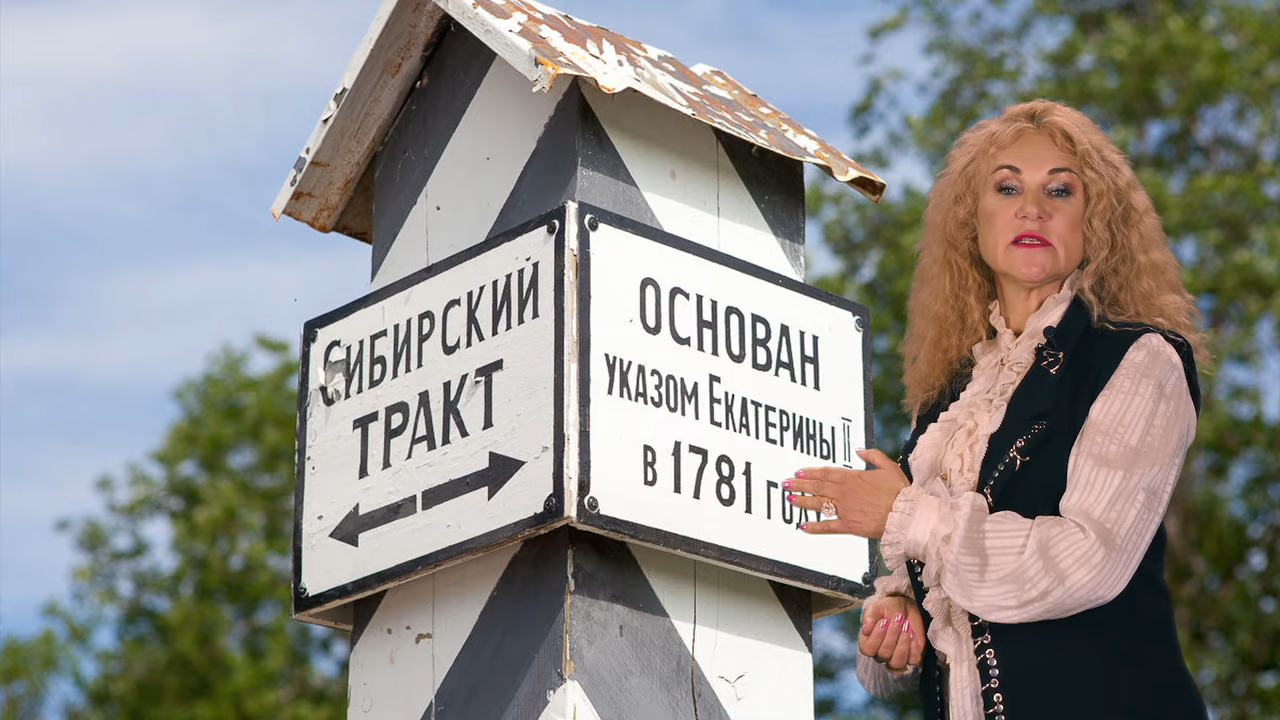 СИБИРСКИЙ
ТРАКТ
ОСНОВАН
УКАЗОМ ЕКАТЕРИНЫ II
В 1781 ГОДУ